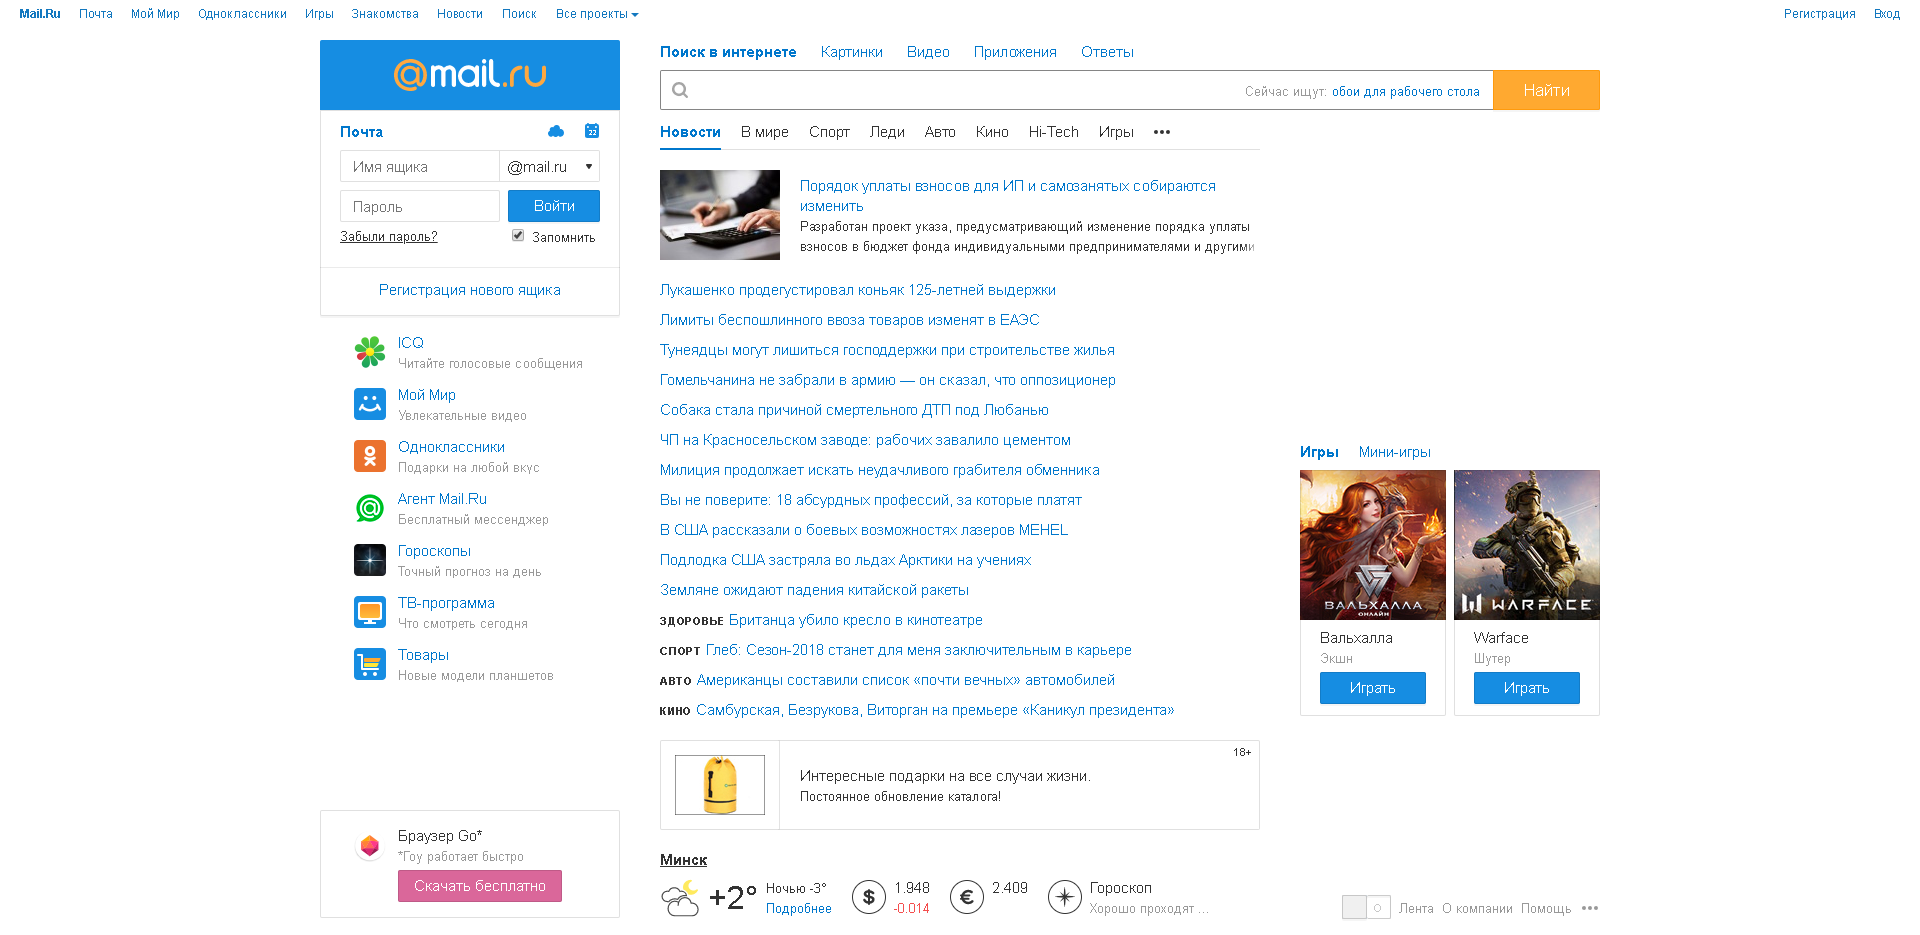 Mail.Ru Почта Мой Мир Одноклассники Игры Знакомства Новости Поиск Все проекты Регистрация Вход
@mail.ru
Почта
22
Имя ящика @mail.ru
Пароль Войти
Забыли пароль? Запомнить
Регистрация нового ящика
ICQ
Читайте голосовые сообщения
Мой Мир
Увлекательные видео
Одноклассники
Подарки на любой вкус
Агент Mail.Ru
Бесплатный мессенджер
Гороскопы
Точный прогноз на день
ТВ-программа
Что смотреть сегодня
Товары
Новые модели планшетов
Браузер Go*
*Гоу работает быстро
Скачать бесплатно
Поиск в интернете Картинки Видео Приложения Ответы
Сейчас ищут: обои для рабочего стола Найти
Новости В мире Спорт Леди Авто Кино Hi-Tech Игры •••
Порядок уплаты взносов для ИП и самозанятых собираются
изменить
Разработан проект указа, предусматривающий изменение порядка уплаты
взносов в бюджет фонда индивидуальными предпринимателями и другими
Лукашенко продегустировал коньяк 125-летней выдержки
Лимиты беспошлинного ввоза товаров изменят в ЕАЭС
Тунеядцы могут лишиться господдержки при строительстве жилья
Гомельчанина не забрали в армию — он сказал, что оппозиционер
Собака стала причиной смертельного ДТП под Любанью
ЧП на Красносельском заводе: рабочих завалило цементом
Милиция продолжает искать неудачливого грабителя обменника
Вы не поверите: 18 абсурдных профессий, за которые платят
В США рассказали о боевых возможностях лазеров MEHEL
Подлодка США застряла во льдах Арктики на учениях
Земляне ожидают падения китайской ракеты
ЗДОРОВЬЕ Британца убило кресло в кинотеатре
СПОРТ Глеб: Сезон-2018 станет для меня заключительным в карьере
АВТО Американцы составили список «почти вечных» автомобилей
КИНО Самбурская, Безрукова, Виторган на премьере «Каникул президента»
18+
Интересные подарки на все случаи жизни.
Постоянное обновление каталога!
Минск
+2° Ночью -3° Подробнее
$ 1.948 -0.014
€ 2.409
Гороскоп
Хорошо проходят ...
Игры Мини-игры
ВАЛЬХАЛЛА
ОНЛАЙН
WARFACE
Вальхалла
Экшн
Играть
Warface
Шутер
Играть
Лента О компании Помощь •••